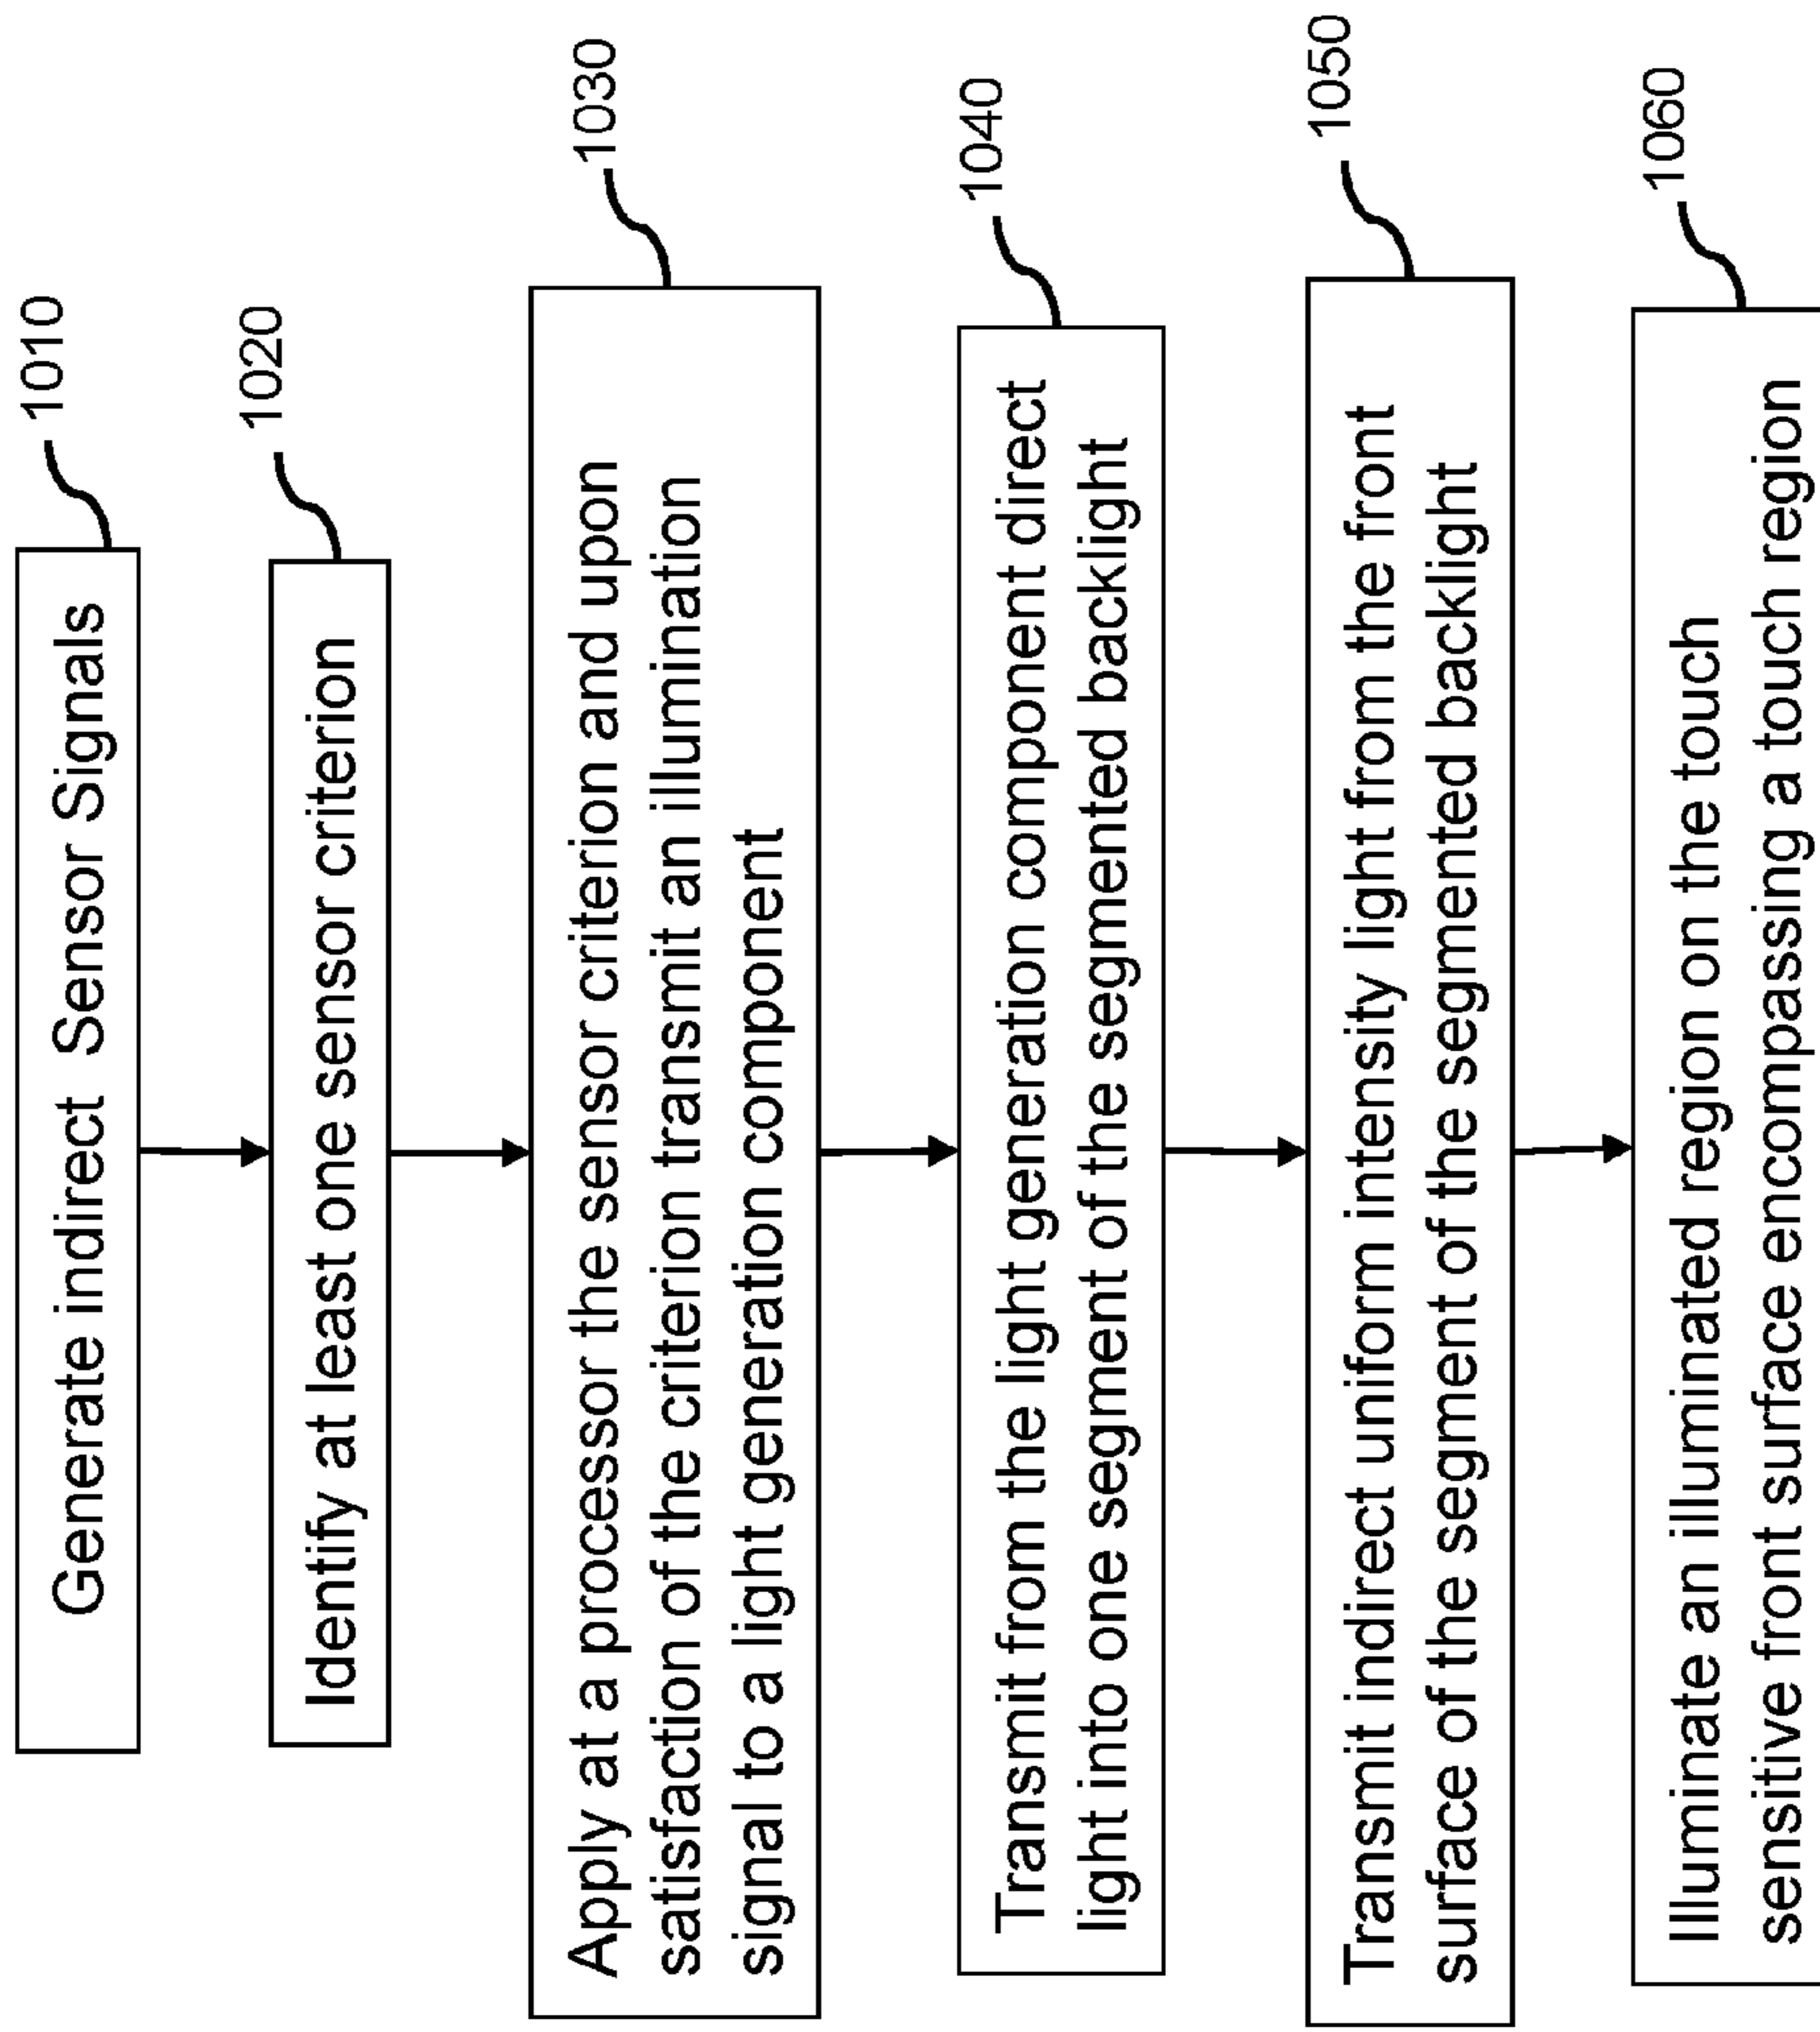 Generate indirect Sensor Signals
1010
Identify at least one sensor criterion
1020
Apply at a processor the sensor criterion and upon
satisfaction of the criterion transmit an illumination
signal to a light generation component
1030
Transmit from the light generation component direct
light into one segment of the segmented backlight
1040
Transmit indirect uniform intensity light from the front
surface of the segment of the segmented backlight
1050
Illuminate an illuminated region on the touch
sensitive front surface encompassing a touch region
1060